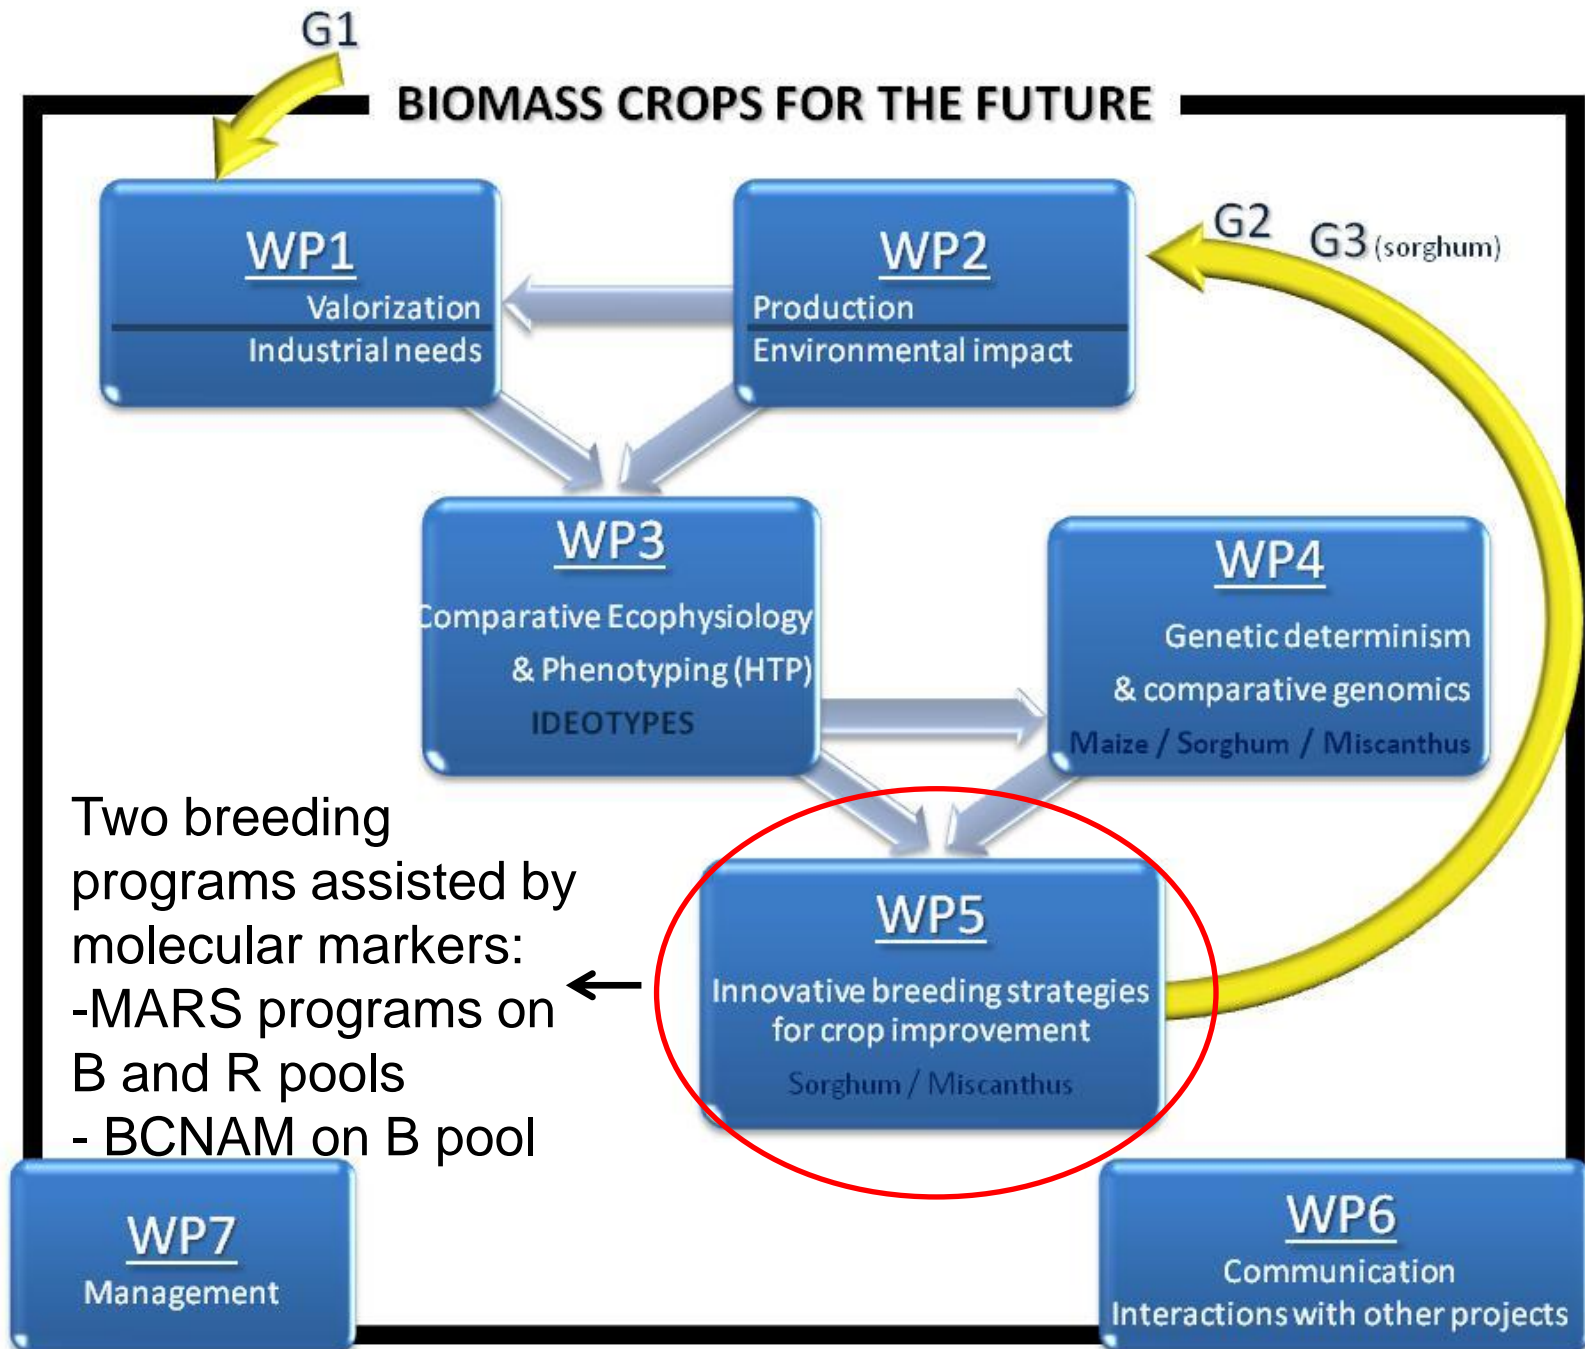 G1
BIOMASS CROPS FOR THE FUTURE
WP1
Valorization
Industrial needs
WP2
Production
Environmental impact
G2
G3 (sorghum)
WP3
Comparative Ecophysiology
& Phenotyping (HTP)
IDEOTYPES
WP4
Genetic determinism
& comparative genomics
Maize / Sorghum / Miscanthus
Two breeding
programs assisted by
molecular markers:
-MARS programs on
B and R pools
- BCNAM on B pool
WP5
Innovative breeding strategies
for crop improvement
Sorghum / Miscanthus
WP7
Management
WP6
Communication
Interactions with other projects